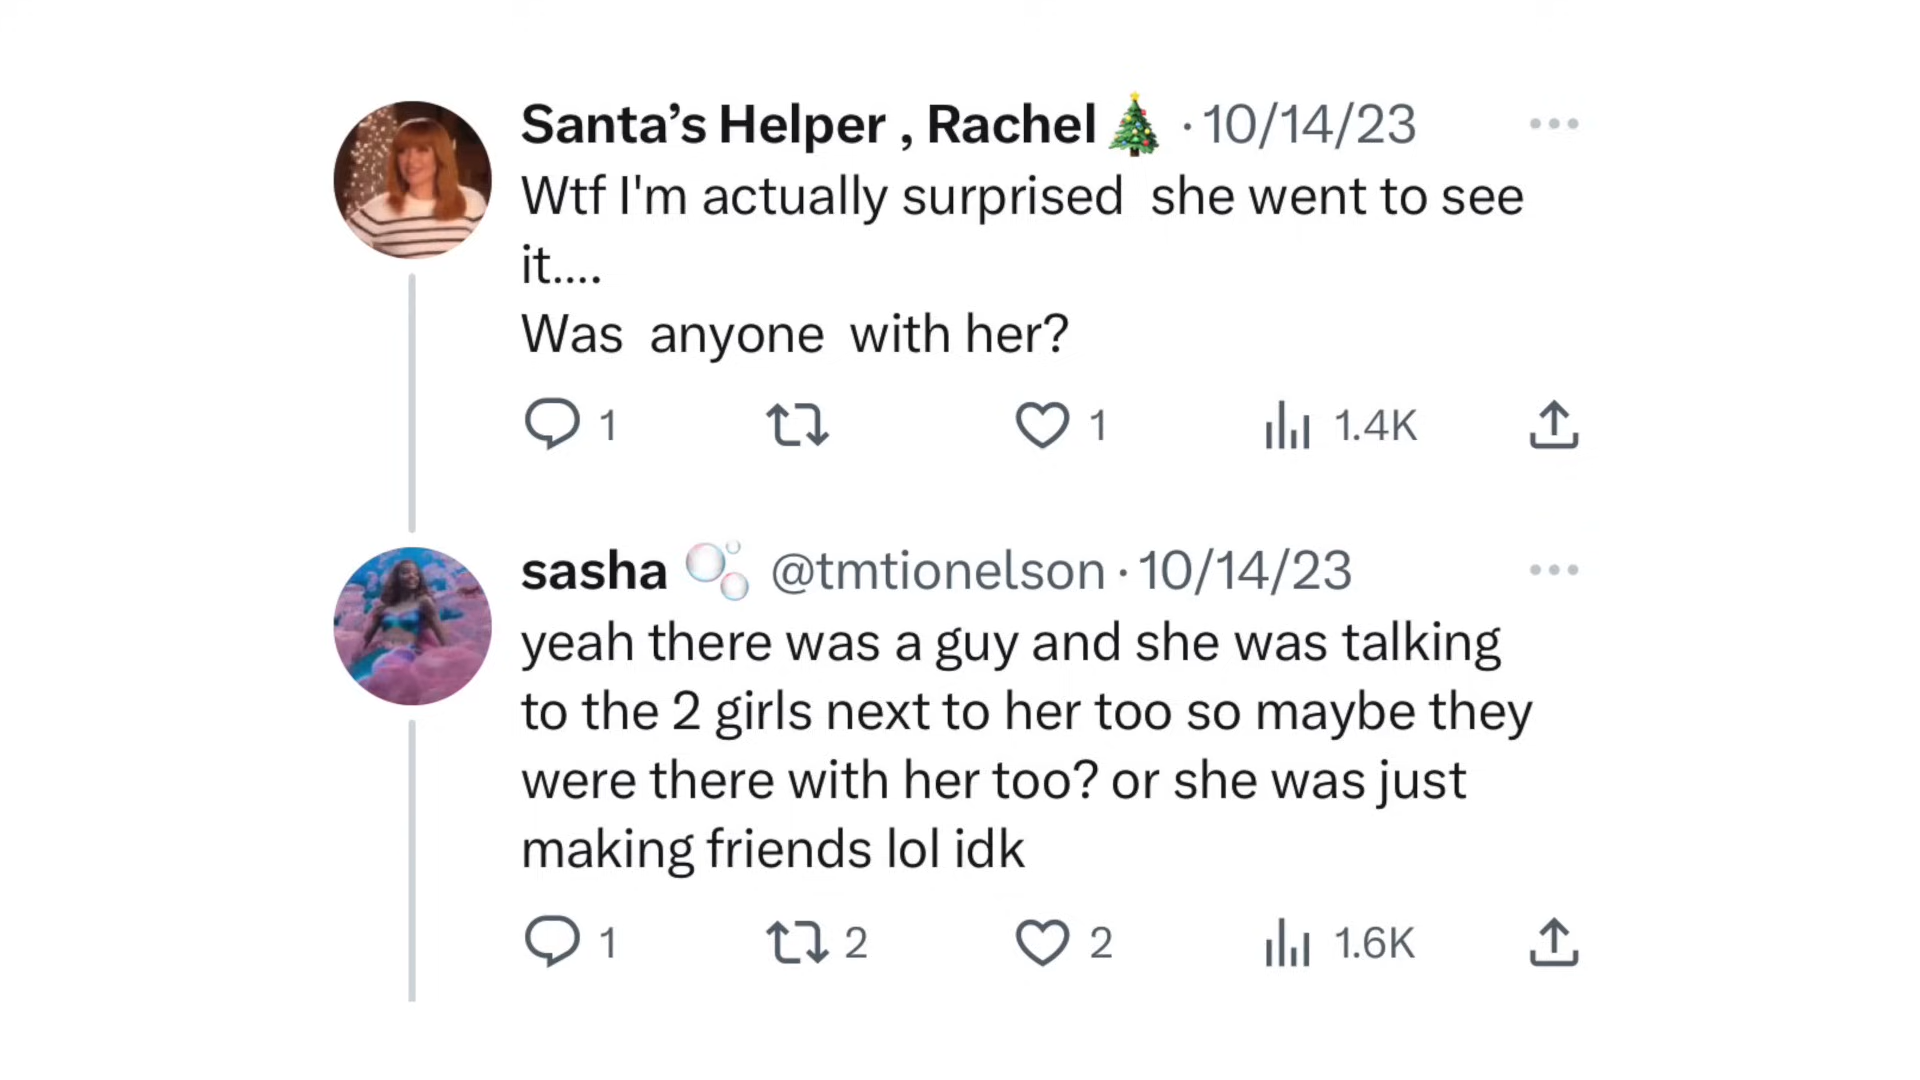 Santa’s Helper , Rachel🎄 · 10/14/23
Wtf I'm actually surprised  she went to see
it....
Was  anyone  with her?
1 1 1.4K
sasha 🫧 @tmtionelson · 10/14/23
yeah there was a guy and she was talking
to the 2 girls next to her too so maybe they
were there with her too? or she was just
making friends lol idk
1 2 2 1.6K